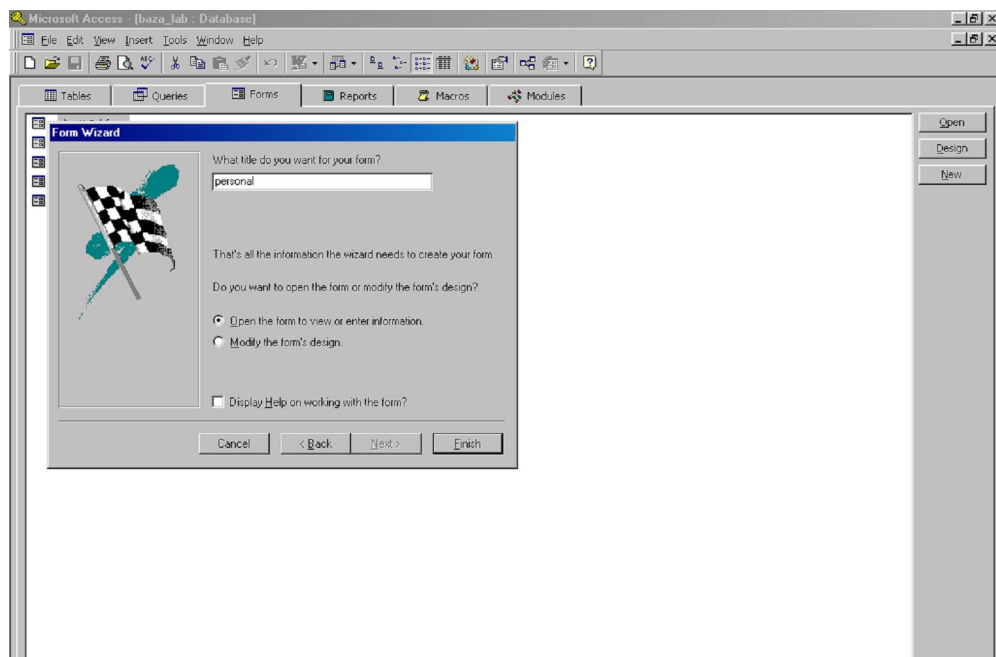 Microsoft Access - [baza_lab : Database]
File Edit View Insert Tools Window Help
Tables Queries Forms Reports Macros Modules
Open
Design
New
Form Wizard
What title do you want for your form?
personal
That's all the information the wizard needs to create your form.
Do you want to open the form or modify the form's design?
Open the form to view or enter information.
Modify the form's design.
Display Help on working with the form?
Cancel < Back Next > Finish